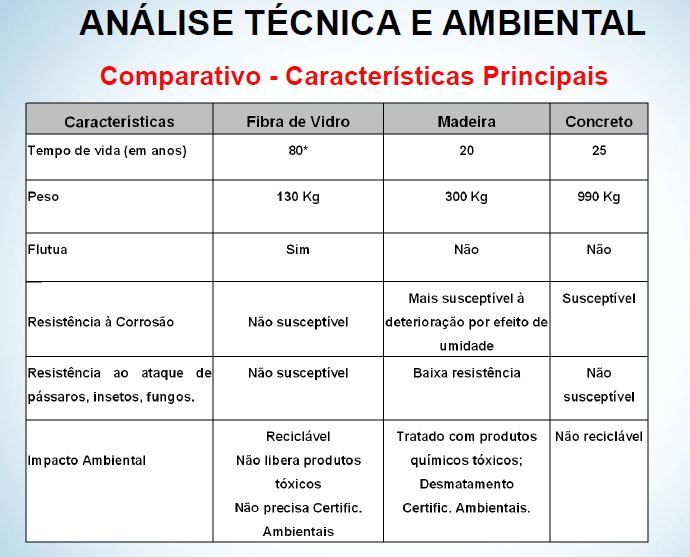 ANÁLISE TÉCNICA E AMBIENTAL
Comparativo - Características Principais
Características Fibra de Vidro Madeira Concreto
Tempo de vida (em anos) 80* 20 25
Peso 130 Kg 300 Kg 990 Kg
Flutua Sim Não Não
Resistência à Corrosão
Não susceptível
Mais susceptível à
deterioração por efeito de
umidade
Susceptível
Resistência ao ataque de
pássaros, insetos, fungos.
Não susceptível
Baixa resistência
Não
susceptível
Impacto Ambiental
Reciclável
Não libera produtos
tóxicos
Não precisa Certific.
Ambientais
Tratado com produtos
químicos tóxicos;
Desmatamento
Certific. Ambientais.
Não reciclável